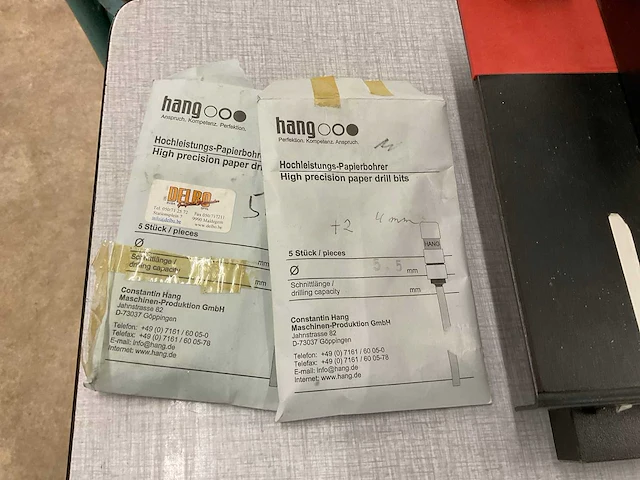 hang
Anspruch. Kompetenz. Perfektion.
Hochleistungs-Papierbohr
High precision paper dri
DELBO
5
5 Stück / pieces
Ø
mm
Schnittlänge /
drilling capacity
mm
Constantin Hang
Maschinen-Produktion GmbH
Jahnstrasse 82
D-73037 Göppingen
Telefon: +49 (0) 7161 / 60 05-0
Telefax: +49 (0) 7161 / 60 05-78
E-mail: info@hang.de
Internet: www.hang.de
hang
Perfektion. Kompetenz. Anspruch.
Hochleistungs-Papierbohrer
High precision paper drill bits
+2 4mm
HANG
5 Stück / pieces
Ø 5.5 mm
Schnittlänge /
drilling capacity
mm
Constantin Hang
Maschinen-Produktion GmbH
Jahnstrasse 82
D-73037 Göppingen
Telefon: +49 (0) 7161 / 60 05-0
Telefax: +49 (0) 7161 / 60 05-78
E-mail: info@hang.de
Internet: www.hang.de